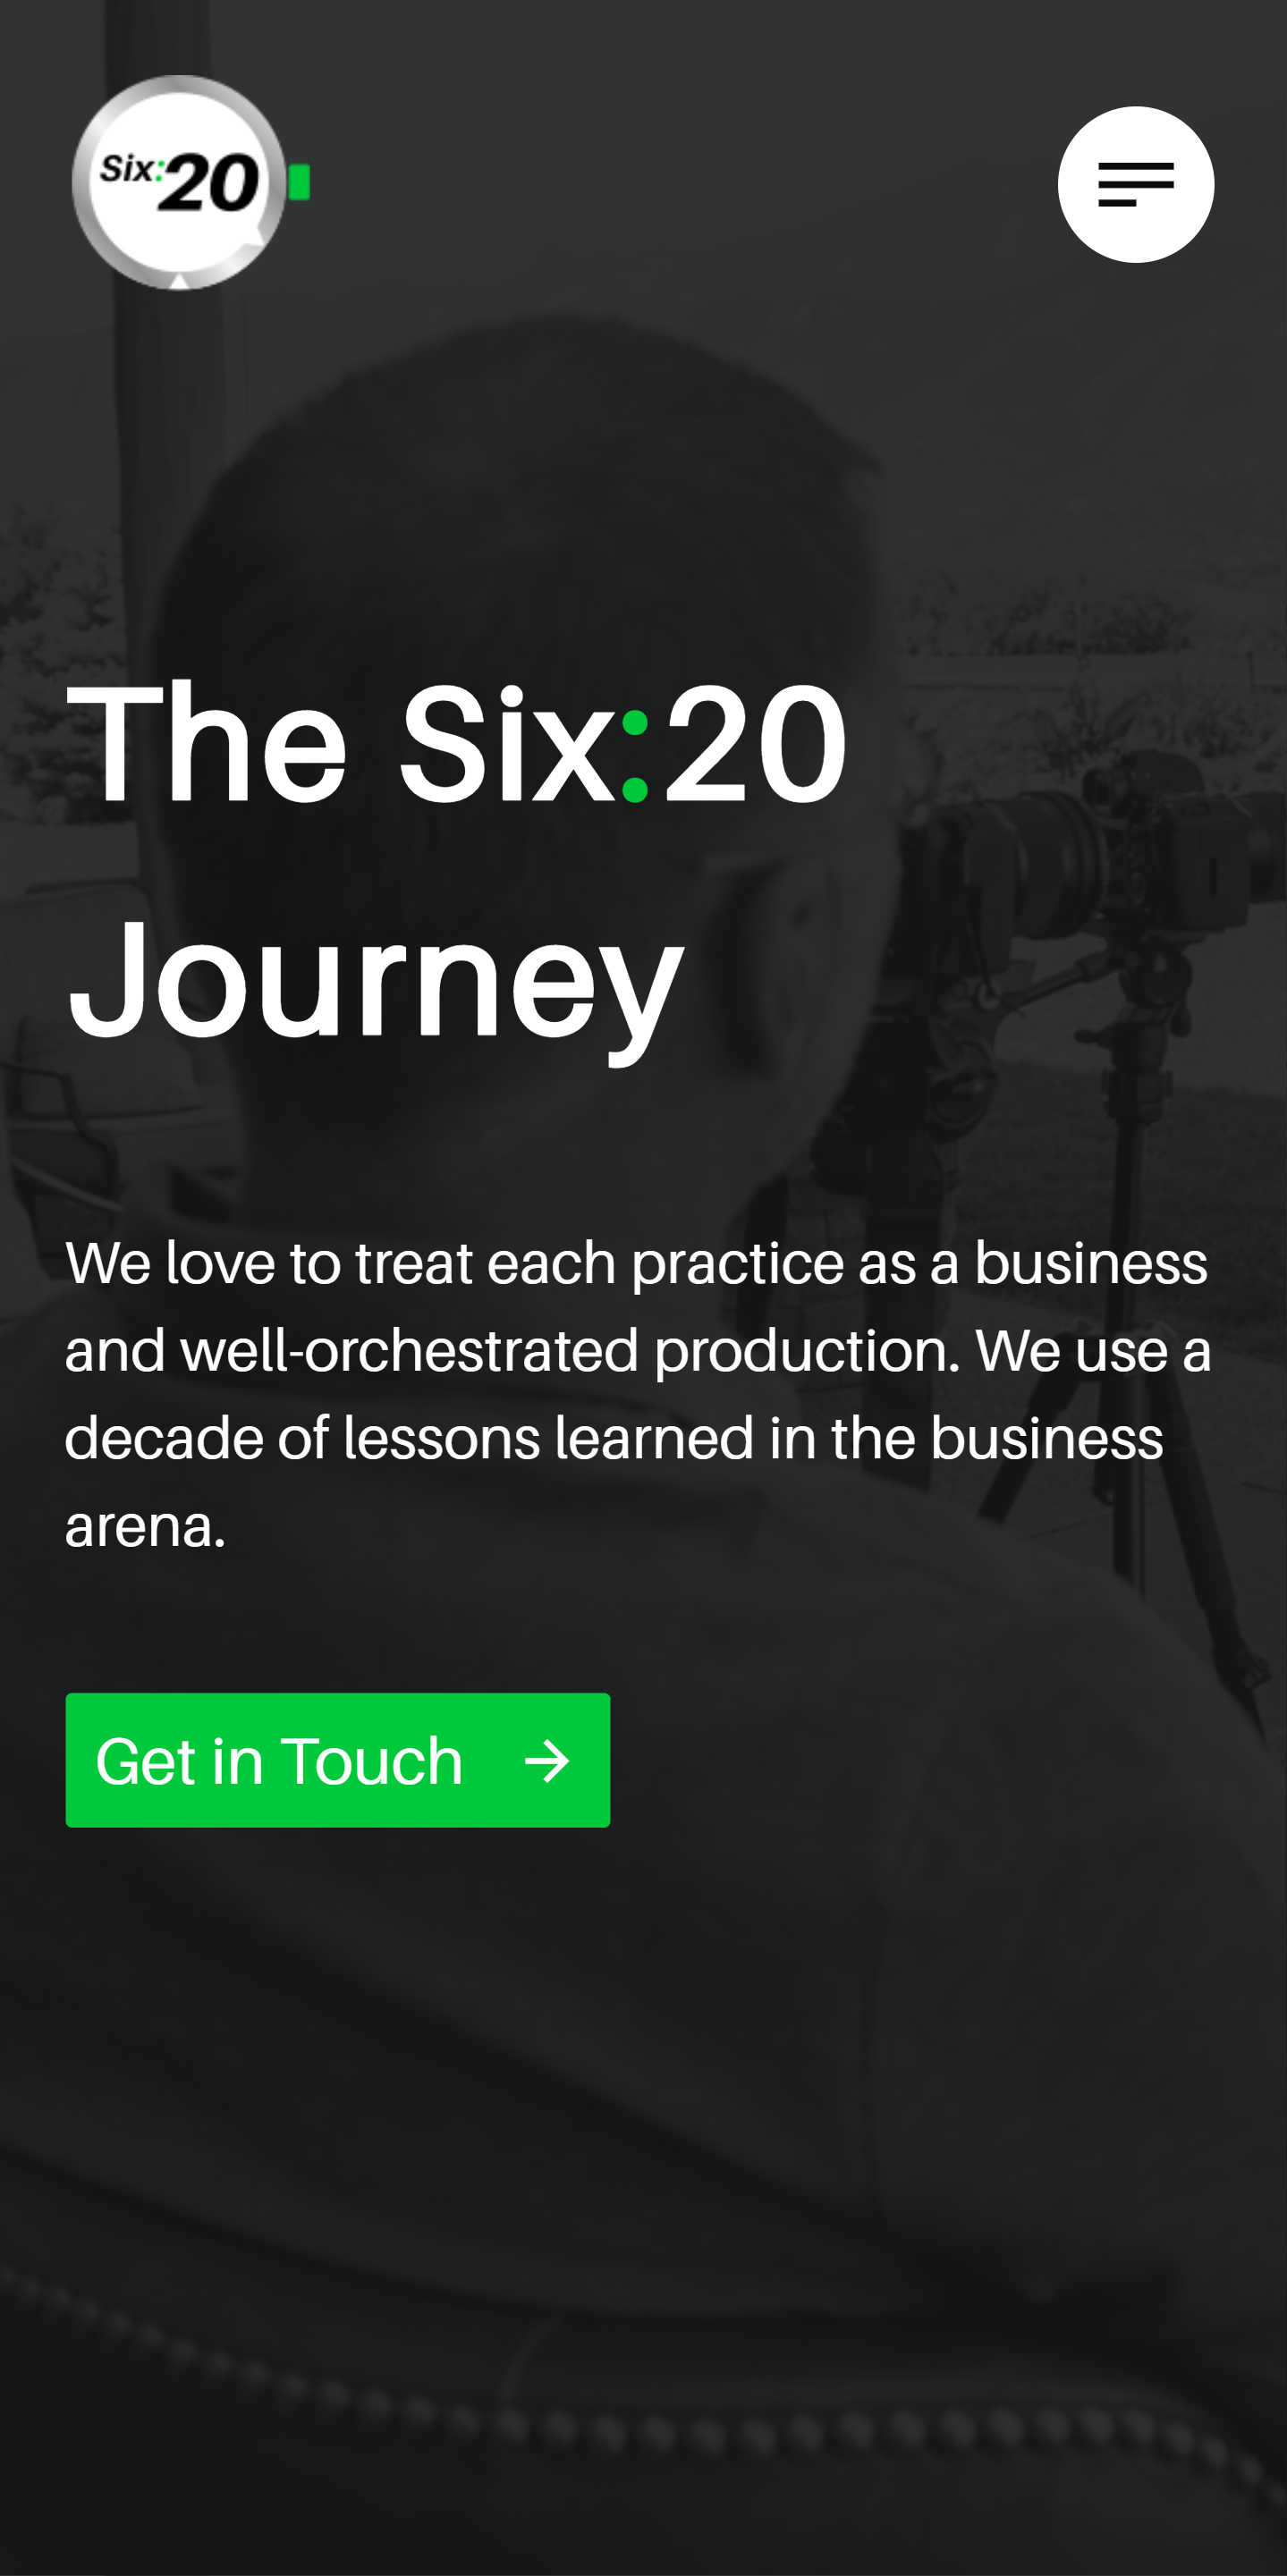 Six:20
The Six:20
Journey
We love to treat each practice as a business
and well-orchestrated production. We use a
decade of lessons learned in the business
arena.
Get in Touch